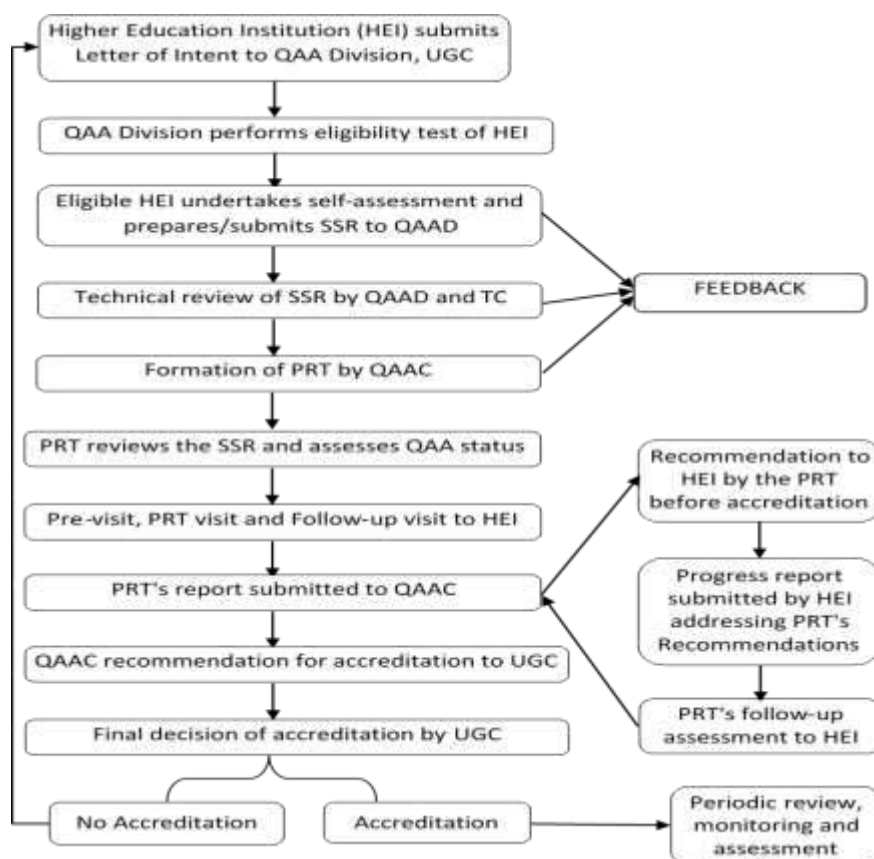 Higher Education Institution (HEI) submits
Letter of Intent to QAA Division, UGC
QAA Division performs eligibility test of HEI
Eligible HEI undertakes self-assessment and
prepares/submits SSR to QAAD
Technical review of SSR by QAAD and TC
FEEDBACK
Formation of PRT by QAAC
PRT reviews the SSR and assesses QAA status
Pre-visit, PRT visit and Follow-up visit to HEI
PRT's report submitted to QAAC
QAAC recommendation for accreditation to UGC
Final decision of accreditation by UGC
No Accreditation
Accreditation
Recommendation to
HEI by the PRT
before accreditation
Progress report
submitted by HEI
addressing PRT's
Recommendations
PRT's follow-up
assessment to HEI
Periodic review,
monitoring and
assessment